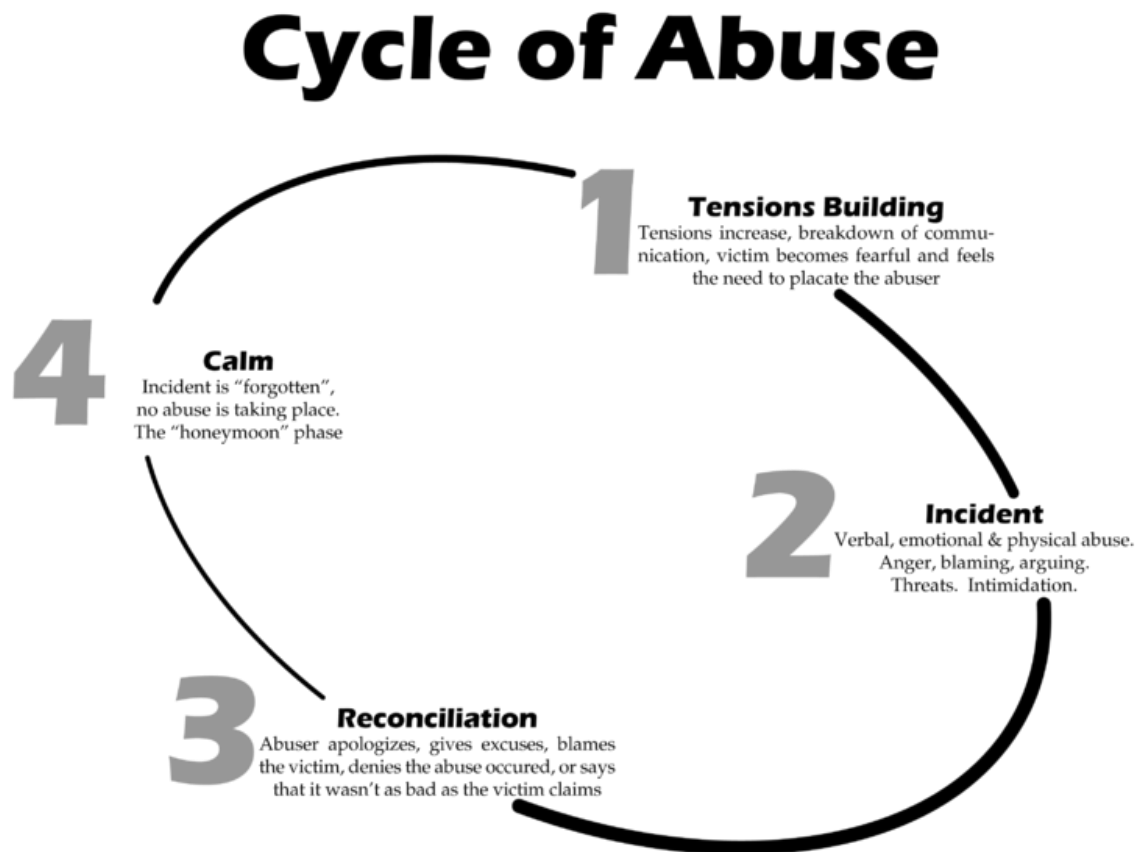 Cycle of Abuse
1
Tensions Building
Tensions increase, breakdown of commu-
nication, victim becomes fearful and feels
the need to placate the abuser
2
Incident
Verbal, emotional & physical abuse.
Anger, blaming, arguing.
Threats. Intimidation.
3
Reconciliation
Abuser apologizes, gives excuses, blames
the victim, denies the abuse occured, or says
that it wasn't as bad as the victim claims
4
Calm
Incident is “forgotten”,
no abuse is taking place.
The “honeymoon” phase